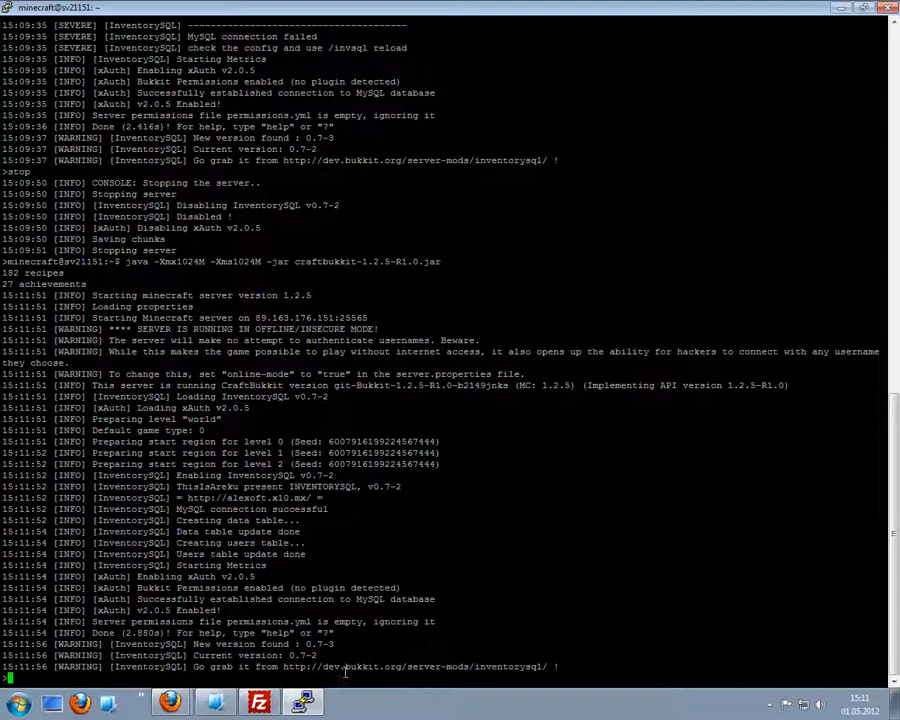 minecraft@sv21151: ~
15:09:35 [SEVERE] [InventorySQL] ------------------------------------
15:09:35 [SEVERE] [InventorySQL] MySQL connection failed
15:09:35 [SEVERE] [InventorySQL] check the config and use /invsql reload
15:09:35 [INFO] [InventorySQL] Starting Metrics
15:09:35 [INFO] [xAuth] Enabling xAuth v2.0.5
15:09:35 [INFO] [xAuth] Bukkit Permissions enabled (no plugin detected)
15:09:35 [INFO] [xAuth] Successfully established connection to MySQL database
15:09:35 [INFO] [xAuth] v2.0.5 Enabled!
15:09:35 [INFO] Server permissions file permissions.yml is empty, ignoring it
15:09:36 [INFO] Done (2.416s)! For help, type "help" or "?"
15:09:37 [WARNING] [InventorySQL] New version found : 0.7-3
15:09:37 [WARNING] [InventorySQL] Current version: 0.7-2
15:09:37 [WARNING] [InventorySQL] Go grab it from http://dev.bukkit.org/server-mods/inventorysql/ !
>stop
15:09:50 [INFO] CONSOLE: Stopping the server..
15:09:50 [INFO] Stopping server
15:09:50 [INFO] [InventorySQL] Disabling InventorySQL v0.7-2
15:09:50 [INFO] [InventorySQL] Disabled !
15:09:50 [INFO] [xAuth] Disabling xAuth v2.0.5
15:09:50 [INFO] Saving chunks
15:09:51 [INFO] Stopping server
>minecraft@sv21151:~$ java -Xmx1024M -Xms1024M -jar craftbukkit-1.2.5-R1.0.jar
182 recipes
27 achievements
15:11:51 [INFO] Starting minecraft server version 1.2.5
15:11:51 [INFO] Loading properties
15:11:51 [INFO] Starting Minecraft server on 89.163.176.151:25565
15:11:51 [WARNING] **** SERVER IS RUNNING IN OFFLINE/INSECURE MODE!
15:11:51 [WARNING] The server will make no attempt to authenticate usernames. Beware.
15:11:51 [WARNING] While this makes the game possible to play without internet access, it also opens up the ability for hackers to connect with any username
they choose.
15:11:51 [WARNING] To change this, set "online-mode" to "true" in the server.properties file.
15:11:51 [INFO] This server is running CraftBukkit version git-Bukkit-1.2.5-R1.0-b2149jnks (MC: 1.2.5) (Implementing API version 1.2.5-R1.0)
15:11:51 [INFO] [InventorySQL] Loading InventorySQL v0.7-2
15:11:51 [INFO] [xAuth] Loading xAuth v2.0.5
15:11:51 [INFO] Preparing level "world"
15:11:51 [INFO] Default game type: 0
15:11:51 [INFO] Preparing start region for level 0 (Seed: 6007916199224567444)
15:11:52 [INFO] Preparing start region for level 1 (Seed: 6007916199224567444)
15:11:52 [INFO] Preparing start region for level 2 (Seed: 6007916199224567444)
15:11:52 [INFO] [InventorySQL] Enabling InventorySQL v0.7-2
15:11:52 [INFO] [InventorySQL] ThisIsAreku present INVENTORYSQL, v0.7-2
15:11:52 [INFO] [InventorySQL] = http://alexoft.x10.mx/ =
15:11:52 [INFO] [InventorySQL] MySQL connection successful
15:11:52 [INFO] [InventorySQL] Creating data table...
15:11:54 [INFO] [InventorySQL] Data table update done
15:11:54 [INFO] [InventorySQL] Creating users table...
15:11:54 [INFO] [InventorySQL] Users table update done
15:11:54 [INFO] [InventorySQL] Starting Metrics
15:11:54 [INFO] [xAuth] Enabling xAuth v2.0.5
15:11:54 [INFO] [xAuth] Bukkit Permissions enabled (no plugin detected)
15:11:54 [INFO] [xAuth] Successfully established connection to MySQL database
15:11:54 [INFO] [xAuth] v2.0.5 Enabled!
15:11:54 [INFO] Server permissions file permissions.yml is empty, ignoring it
15:11:54 [INFO] Done (2.880s)! For help, type "help" or "?"
15:11:56 [WARNING] [InventorySQL] New version found : 0.7-3
15:11:56 [WARNING] [InventorySQL] Current version: 0.7-2
15:11:56 [WARNING] [InventorySQL] Go grab it from http://dev.bukkit.org/server-mods/inventorysql/ !
>
15:11
01.05.2012